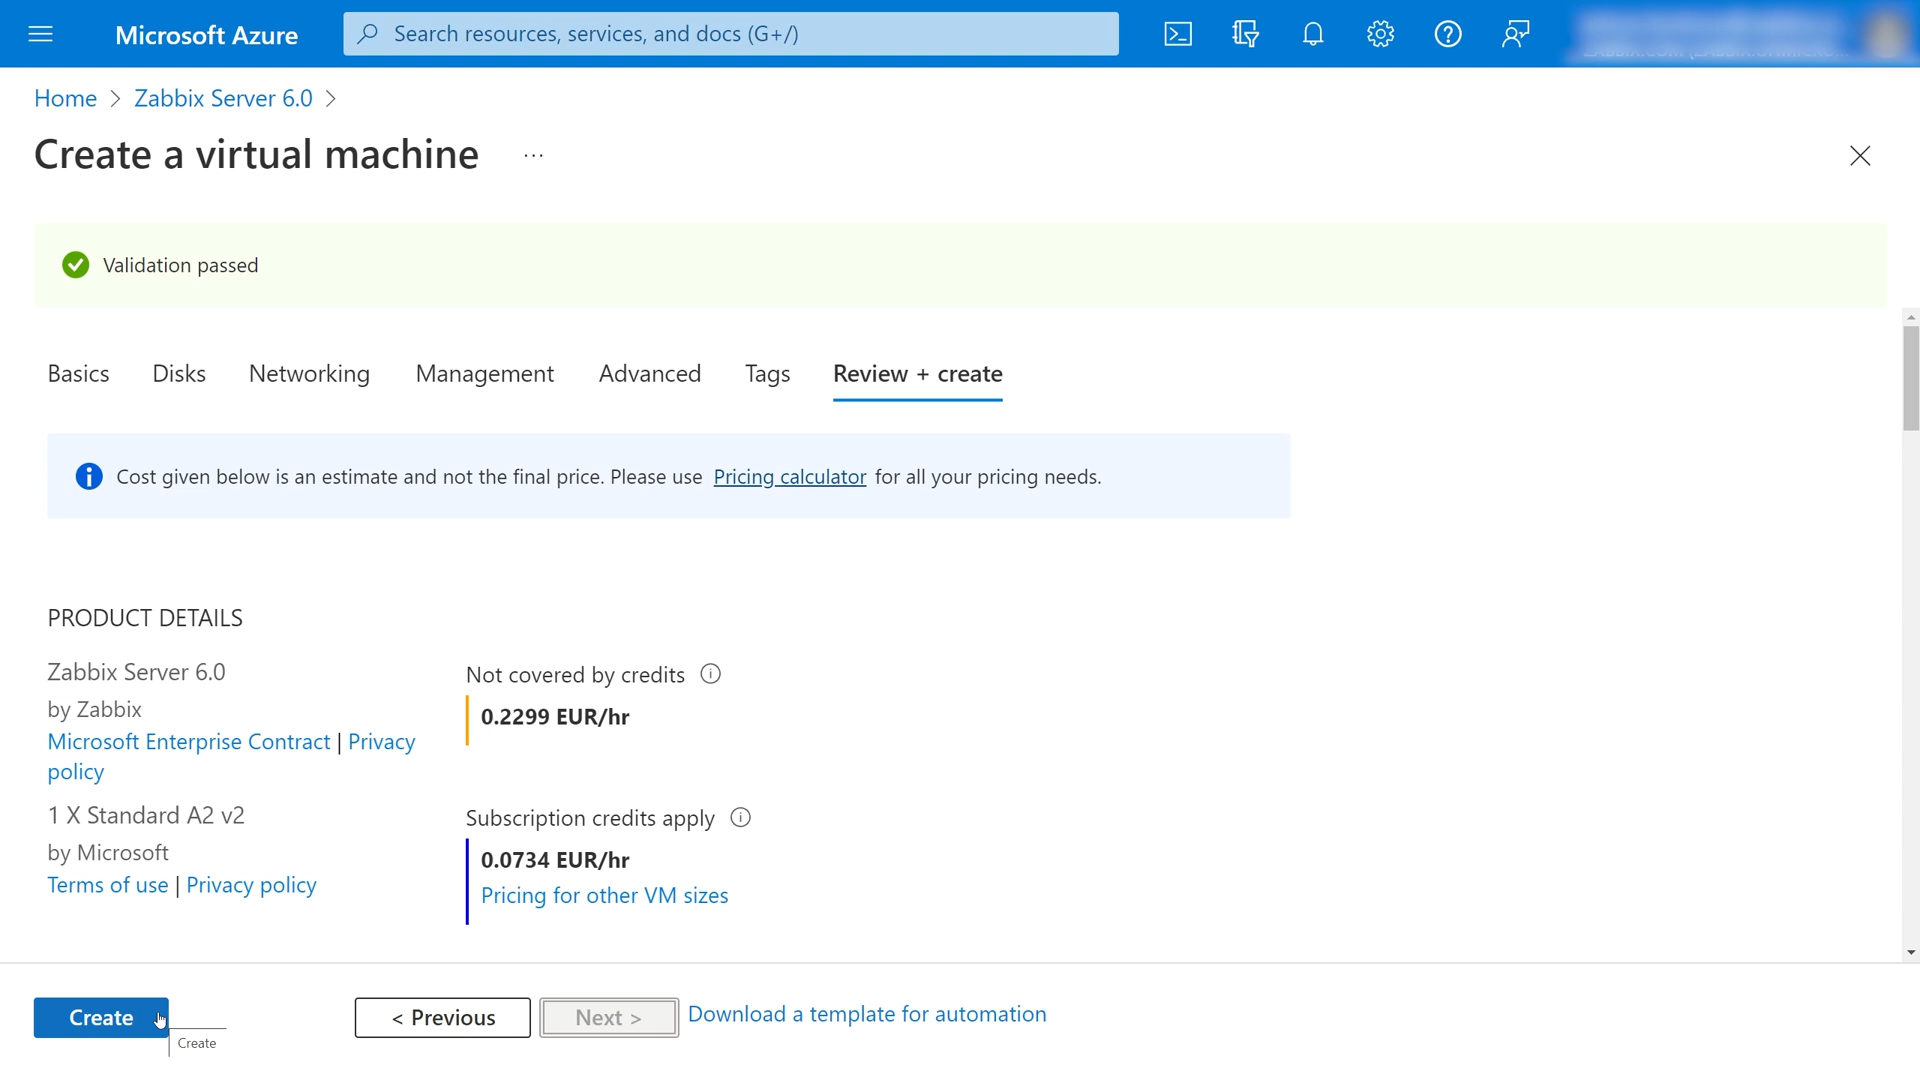 Microsoft Azure
Search resources, services, and docs (G+/)
Home > Zabbix Server 6.0 >
Create a virtual machine ...
Validation passed
Basics Disks Networking Management Advanced Tags Review + create
Cost given below is an estimate and not the final price. Please use Pricing calculator for all your pricing needs.
PRODUCT DETAILS
Zabbix Server 6.0
by Zabbix
Microsoft Enterprise Contract | Privacy
policy
Not covered by credits
0.2299 EUR/hr
1 X Standard A2 v2
by Microsoft
Terms of use | Privacy policy
Subscription credits apply
0.0734 EUR/hr
Pricing for other VM sizes
Create
< Previous
Next >
Download a template for automation
Create